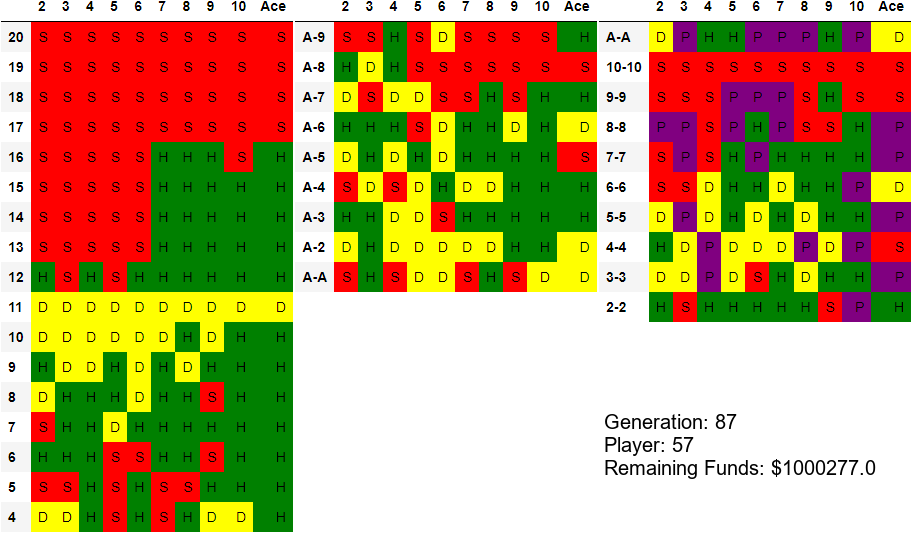 2 3 4 5 6 7 8 9 10 Ace
20 S S S S S S S S S S
19 S S S S S S S S S S
18 S S S S S S S S S S
17 S S S S S S S S S S
16 S S S S S H H H S H
15 S S S S S H H H H H
14 S S S S S H H H H H
13 S S S S S H H H H H
12 H S H S H H H H H H
11 D D D D D D D D D D
10 D D D D D D H D H H
9 H D D H D H D H H H
8 D H H H D H H S H H
7 S H H D H H H H H H
6 H H H S S H H S H H
5 S S H S H S S H H H
4 D D H S H S H D D H
2 3 4 5 6 7 8 9 10 Ace
A-9 S S H S D S S S S H
A-8 H D H S S S S S S S
A-7 D S D D S S H S H H
A-6 H H H S D H H D H D
A-5 D H D H D H H H H S
A-4 S D S D H D D H H H
A-3 H H D D S H H H H H
A-2 D H D D D D D H H D
A-A S H S D D S H S D D
2 3 4 5 6 7 8 9 10 Ace
A-A D P H H P P P H P D
10-10 S S S S S S S S S S
9-9 S S S P P P S H S S
8-8 P P S P H P S S H P
7-7 S P S H P H H H H P
6-6 S S D H H D H H P D
5-5 D P D H D H D H H P
4-4 H D P D D D P D P S
3-3 D D P D S H D H H P
2-2 H S H H H H H S P H
Generation: 87
Player: 57
Remaining Funds: $1000277.0